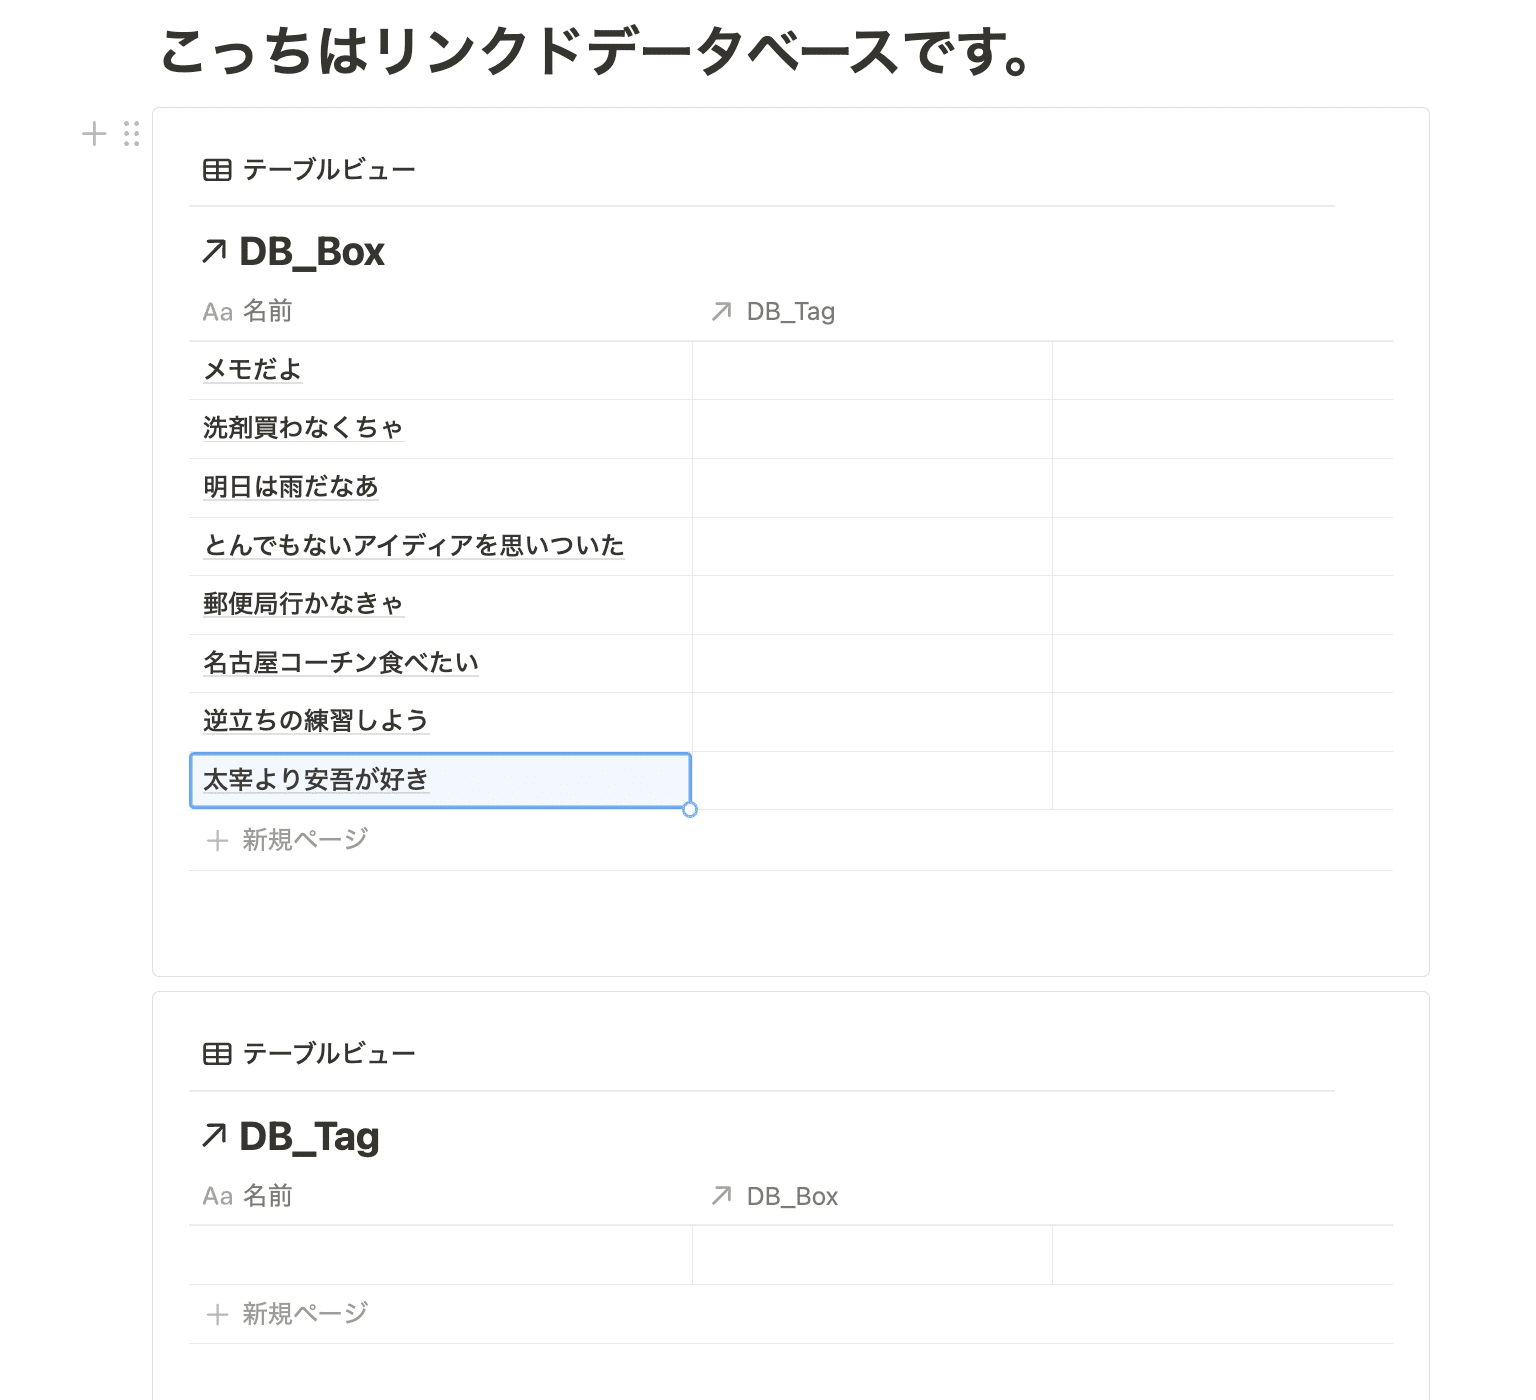 こっちはリンクドデータベースです。
テーブルビュー
DB_Box
Aa 名前 DB_Tag
メモだよ
洗剤買わなくちゃ
明日は雨だなあ
とんでもないアイディアを思いついた
郵便局行かなきゃ
名古屋コーチン食べたい
逆立ちの練習しよう
太宰より安吾が好き
新規ページ
テーブルビュー
DB_Tag
Aa 名前 DB_Box
新規ページ